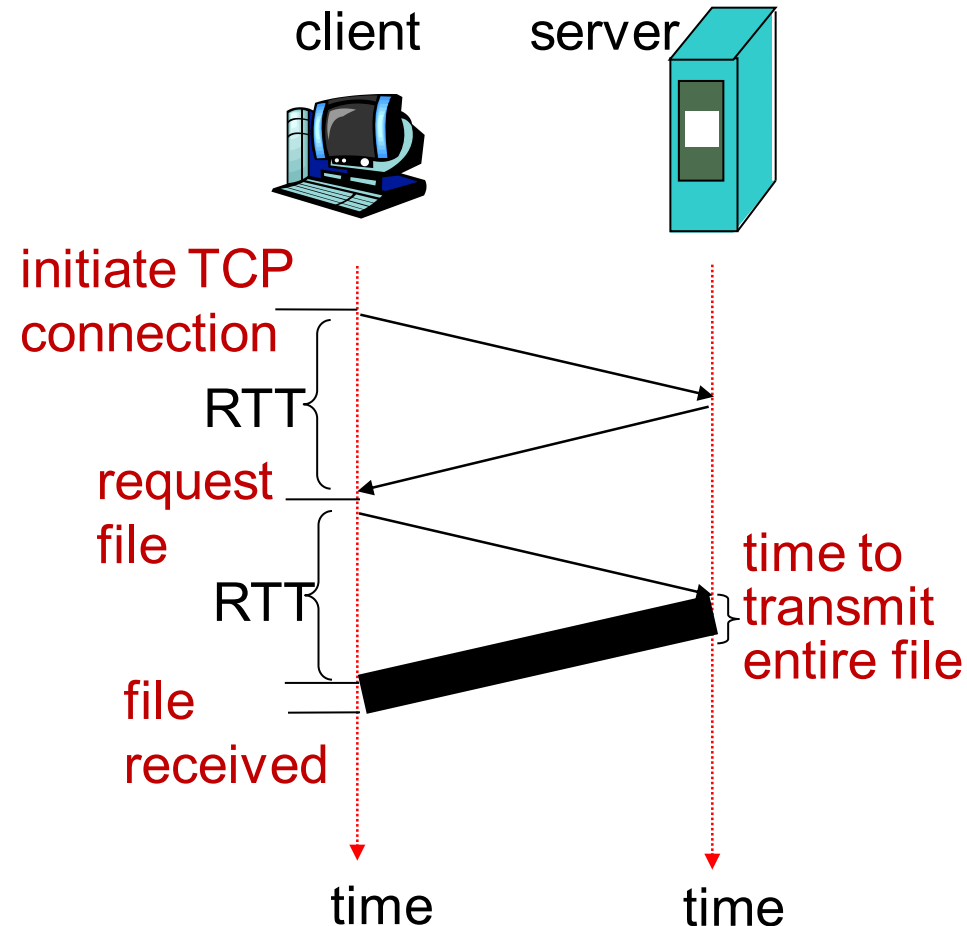 client
server
initiate TCP
connection
RTT
request
file
RTT
time to
transmit
entire file
file
received
time
time